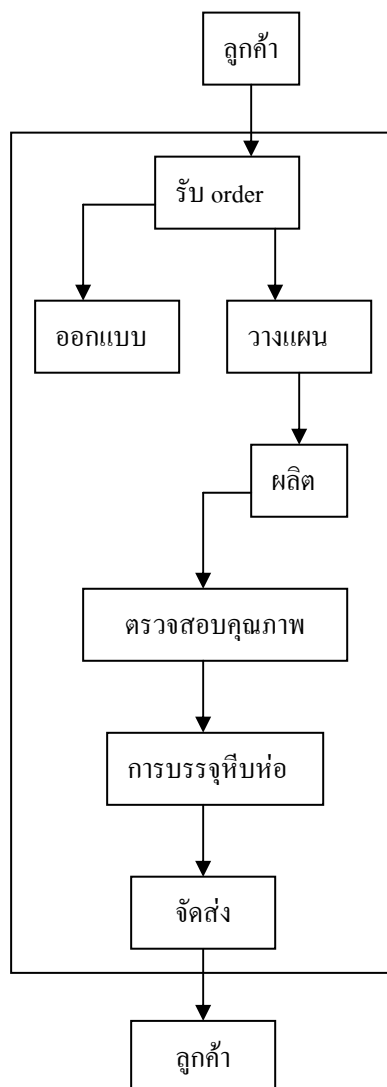 ลูกค้า
รับ order
ออกแบบ
วางแผน
ผลิต
ตรวจสอบคุณภาพ
การบรรจุหีบห่อ
จัดส่ง
ลูกค้า